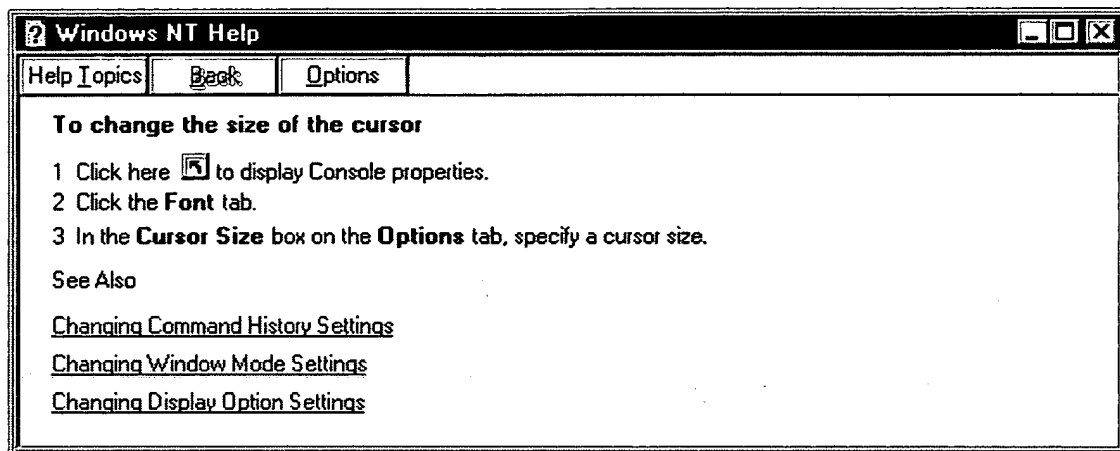 Windows NT Help
Help Topics Back Options
To change the size of the cursor
1 Click here to display Console properties.
2 Click the Font tab.
3 In the Cursor Size box on the Options tab, specify a cursor size.
See Also
Changing Command History Settings
Changing Window Mode Settings
Changing Display Option Settings